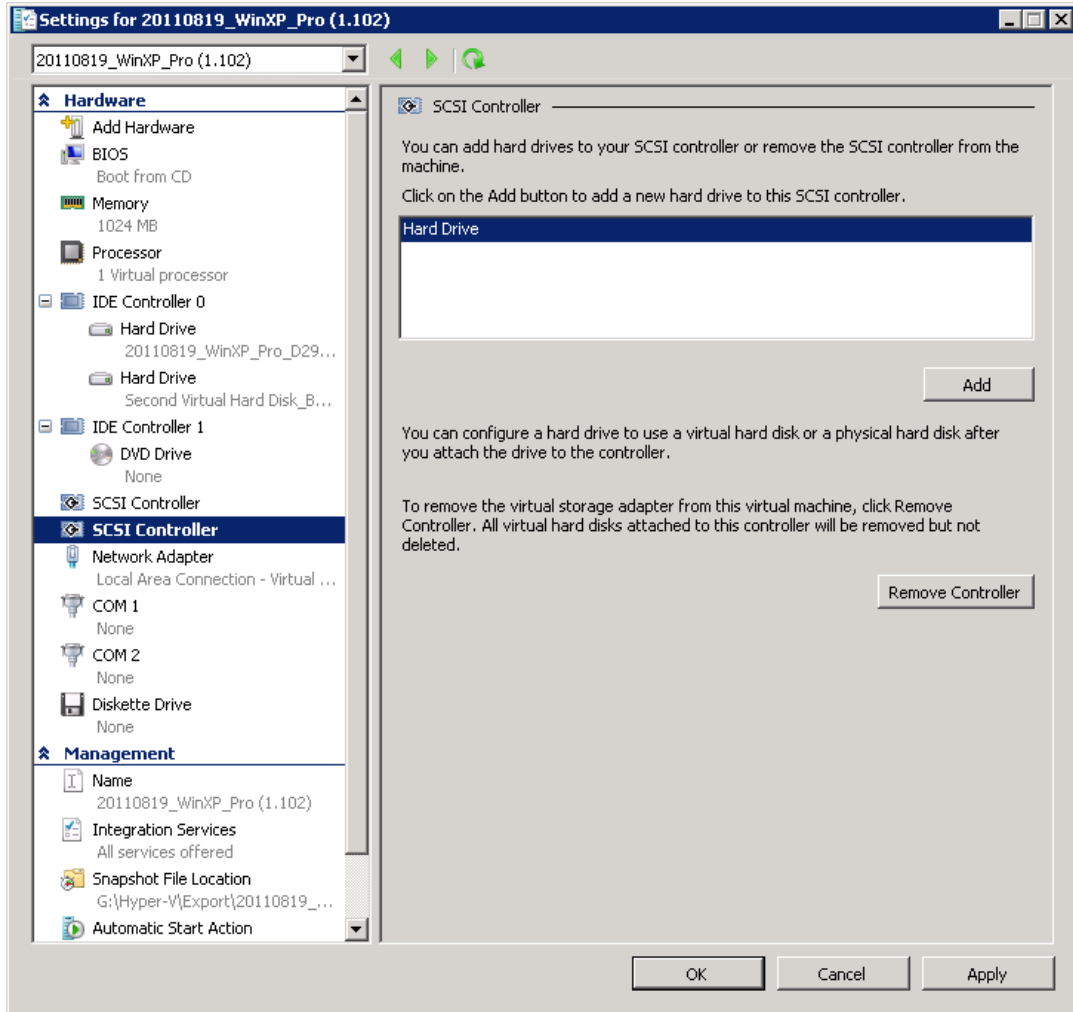 Settings for 20110819_WinXP_Pro (1.102)
20110819_WinXP_Pro (1.102)
Hardware
Add Hardware
BIOS
Boot from CD
Memory
1024 MB
Processor
1 Virtual processor
IDE Controller 0
Hard Drive
20110819_WinXP_Pro_D29...
Hard Drive
Second Virtual Hard Disk_B...
IDE Controller 1
DVD Drive
None
SCSI Controller
SCSI Controller
Network Adapter
Local Area Connection - Virtual ...
COM 1
None
COM 2
None
Diskette Drive
None
Management
Name
20110819_WinXP_Pro (1.102)
Integration Services
All services offered
Snapshot File Location
G:\Hyper-V\Export\20110819_...
Automatic Start Action
SCSI Controller
You can add hard drives to your SCSI controller or remove the SCSI controller from the
machine.
Click on the Add button to add a new hard drive to this SCSI controller.
Hard Drive
Add
You can configure a hard drive to use a virtual hard disk or a physical hard disk after
you attach the drive to the controller.
To remove the virtual storage adapter from this virtual machine, click Remove
Controller. All virtual hard disks attached to this controller will be removed but not
deleted.
Remove Controller
OK
Cancel
Apply